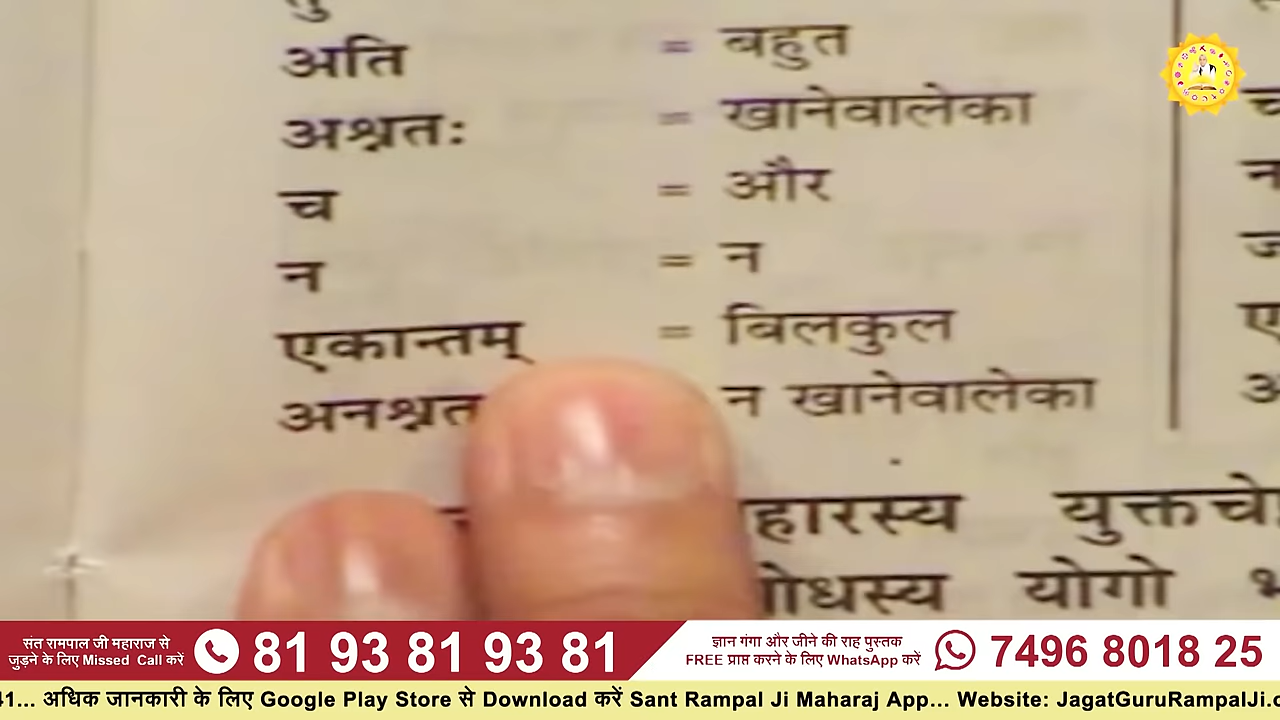 तु
अति = बहुत
अश्नतः = खानेवालेका
च = और
न = न
एकान्तम् = बिलकुल
अनश्नत न खानेवालेका
हारस्य युक्तचे
ोधस्य योगो
संत रामपाल जी महाराज से
जुड़ने के लिए Missed Call करें
81 93 81 93 81
ज्ञान गंगा और जीने की राह पुस्तक
FREE प्राप्त करने के लिए WhatsApp करें
7496 8018 25
41... अधिक जानकारी के लिए Google Play Store से Download करें Sant Rampal Ji Maharaj App... Website: JagatGuruRampalJi.o